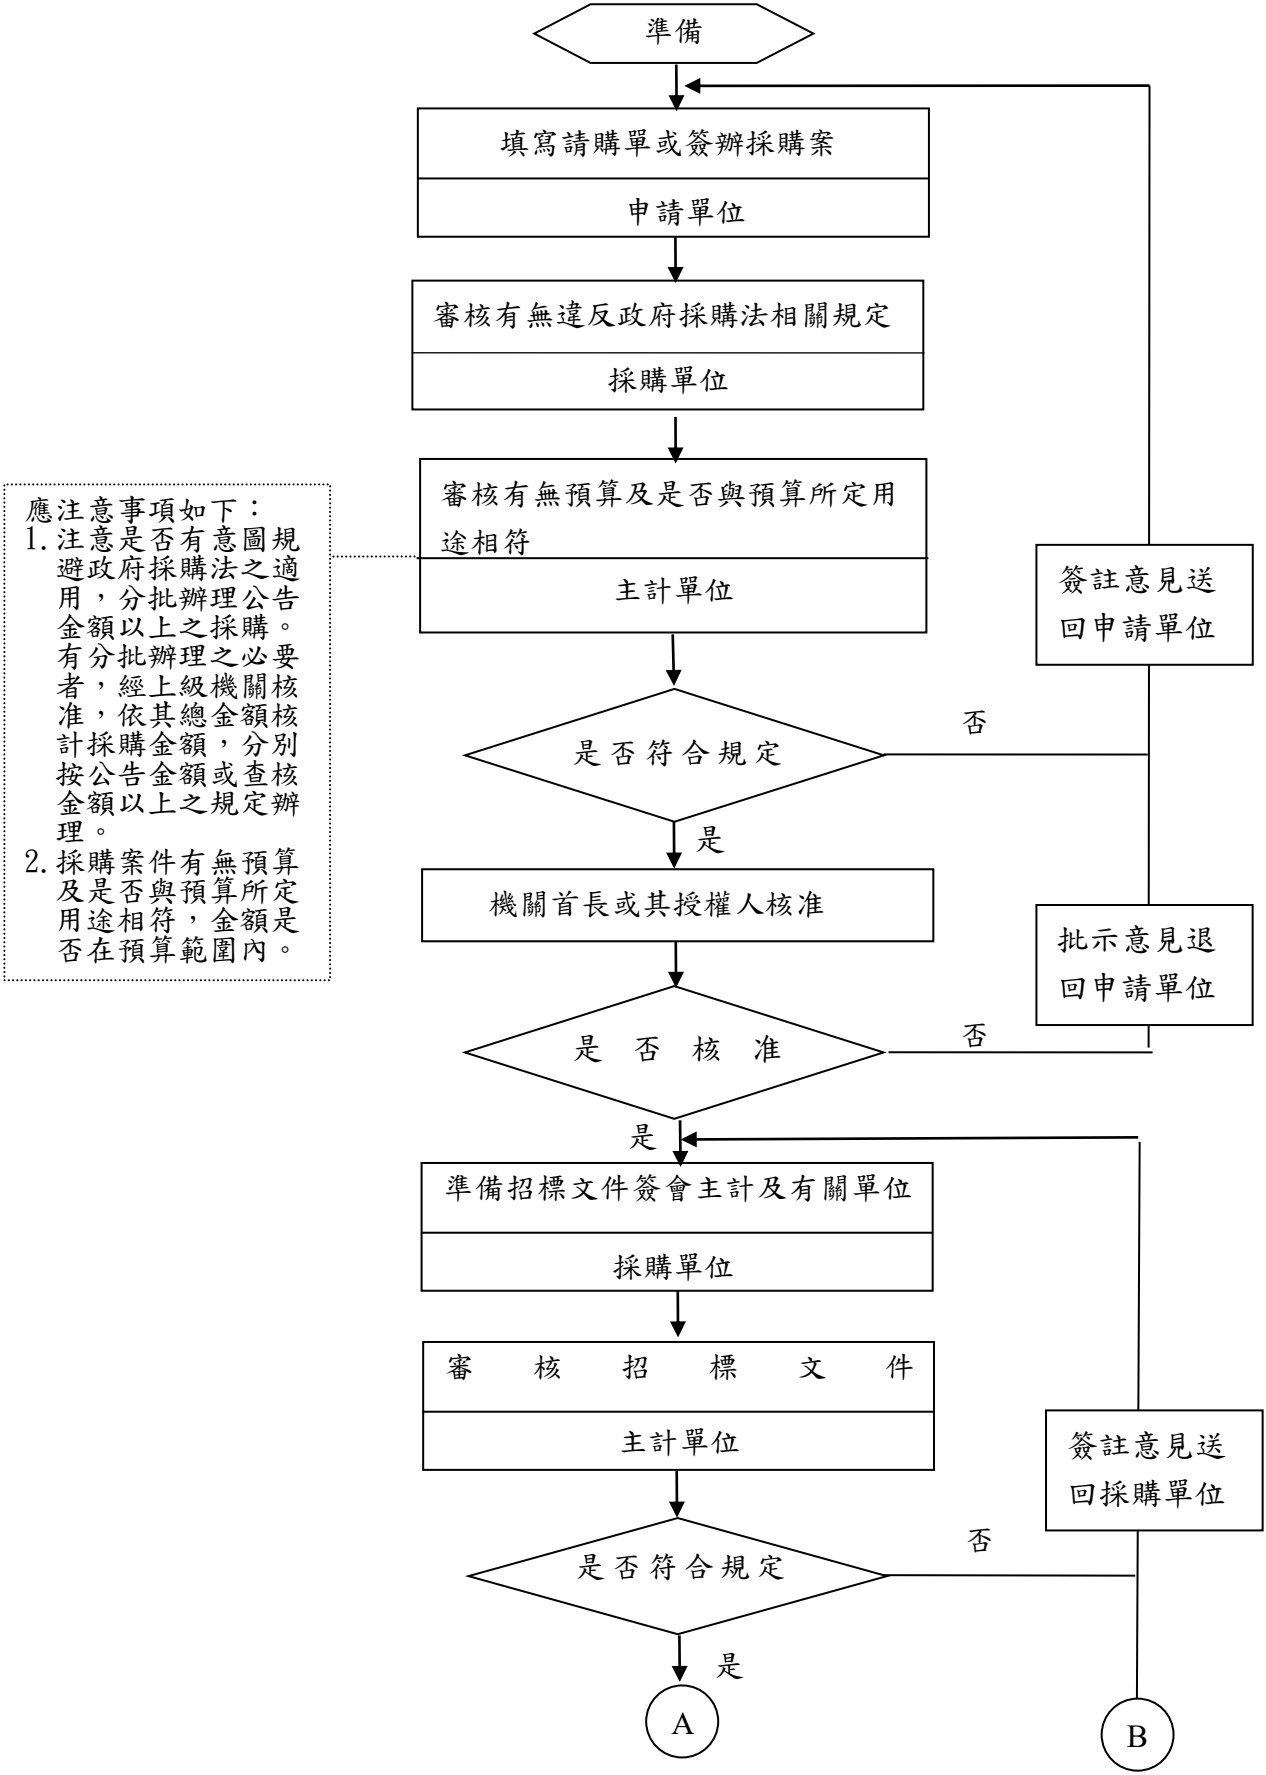 準備
填寫請購單或簽辦採購案
申請單位
審核有無違反政府採購法相關規定
採購單位
審核有無預算及是否與預算所定用
途相符
主計單位
應注意事項如下：
1.注意是否有意圖規
避政府採購法之適
用，分批辦理公告
金額以上之採購。
有分批辦理之必要
者，經上級機關核
准，依其總金額核
計採購金額，分別
按公告金額或查核
金額以上之規定辦
理。
2.採購案件有無預算
及是否與預算所定
用途相符，金額是
否在預算範圍內。
簽註意見送
回申請單位
是否符合規定
否
是
機關首長或其授權人核准
批示意見退
回申請單位
是否核准
否
是
準備招標文件簽會主計及有關單位
採購單位
審核招標文件
主計單位
簽註意見送
回採購單位
是否符合規定
否
是
A
B